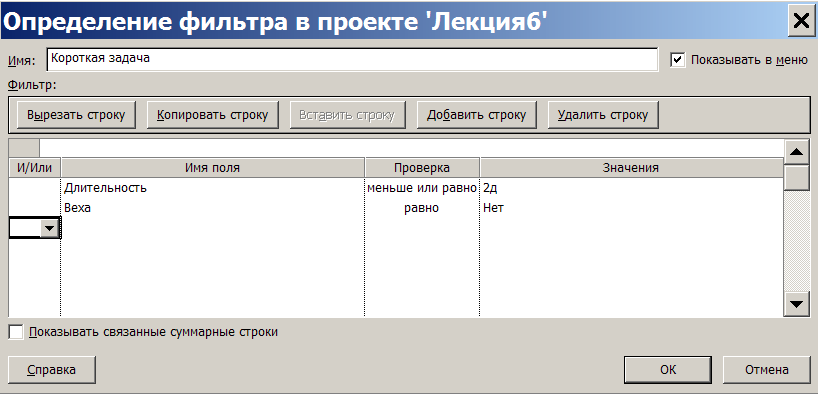 Определение фильтра в проекте 'Лекция6'
Имя: Короткая задача Показывать в меню
Фильтр:
Вырезать строку Копировать строку Вставить строку Добавить строку Удалить строку
И/Или Имя поля Проверка Значения
Длительность меньше или равно 2д
Веха равно Нет
Показывать связанные суммарные строки
Справка ОК Отмена